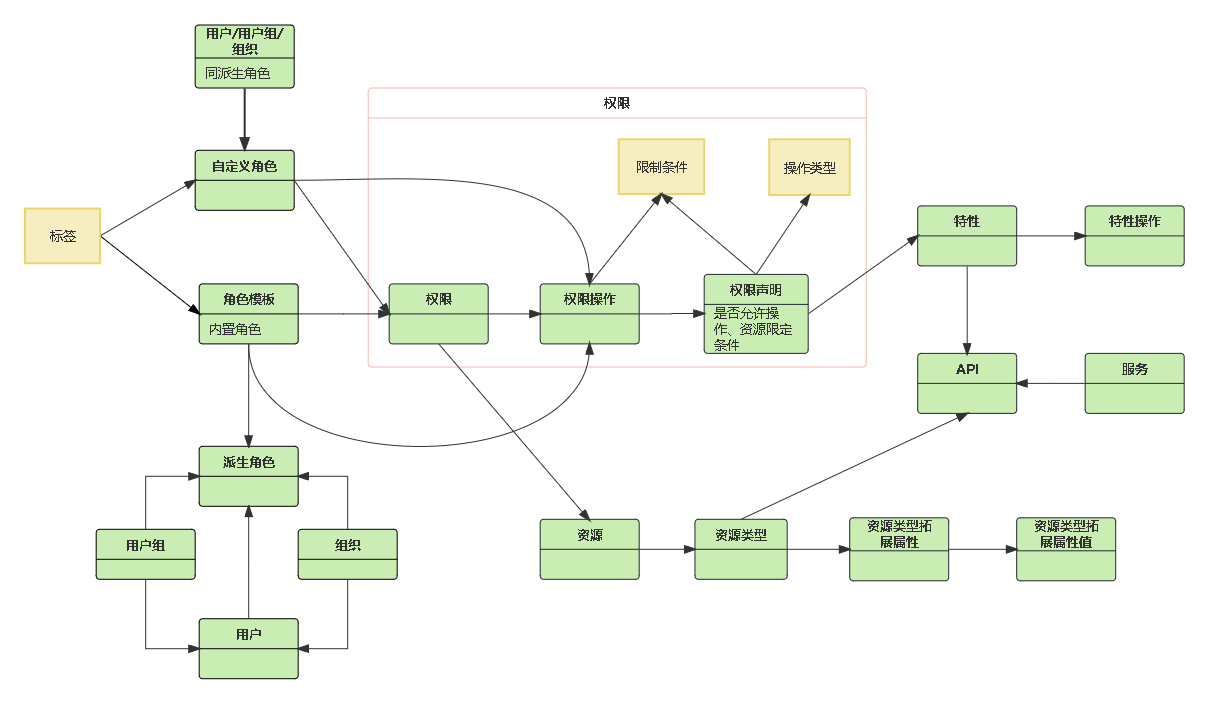 用户/用户组/
组织
同派生角色
权限
自定义角色
限制条件
操作类型
标签
特性
特性操作
角色模板
内置角色
权限
权限操作
权限声明
是否允许操
作、资源限定
条件
API
服务
派生角色
用户组
组织
资源
资源类型
资源类型拓
展属性
资源类型拓
展属性值
用户